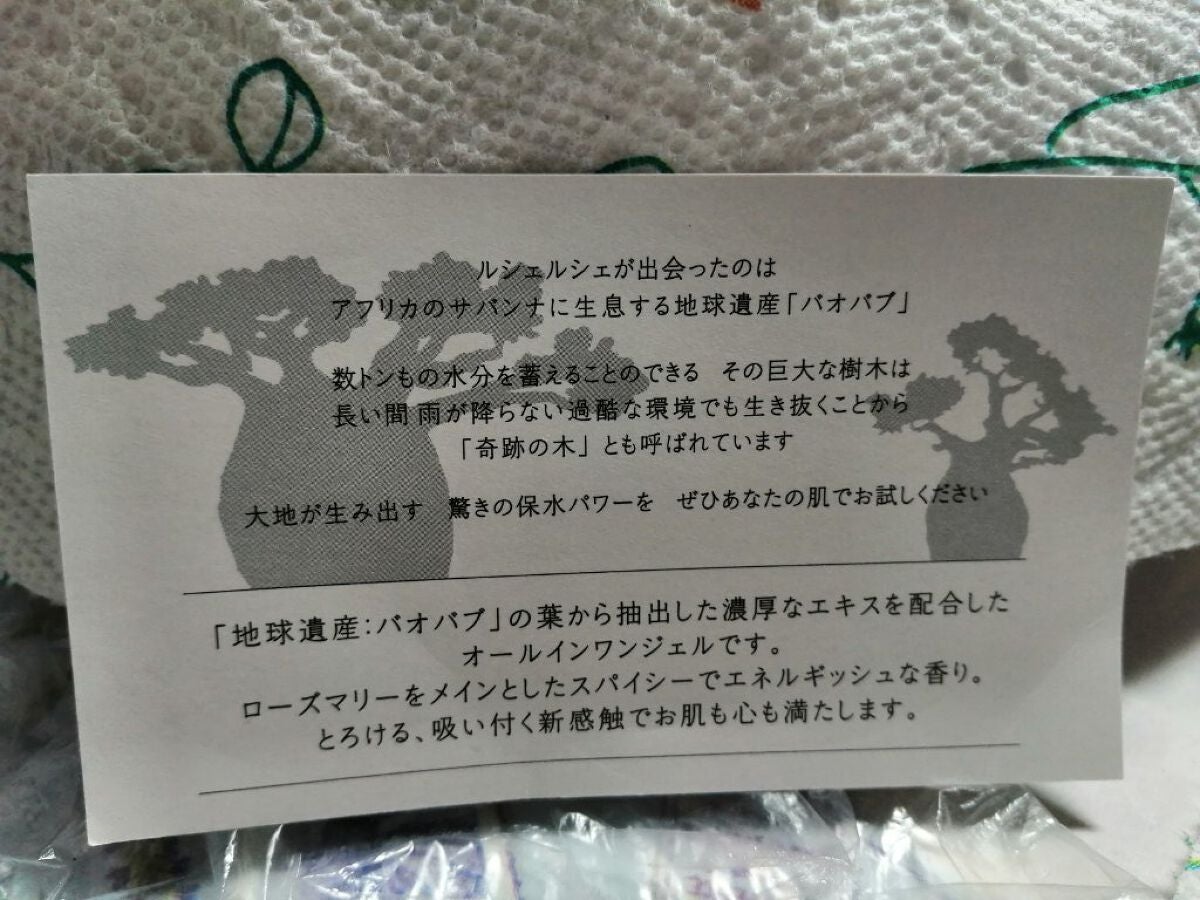 ルシェルシェが出会ったのは
アフリカのサバンナに生息する地球遺産「バオバブ」
数トンもの水分を蓄えることのできる　その巨大な樹木は
長い間 雨が降らない過酷な環境でも生き抜くことから
「奇跡の木」とも呼ばれています
大地が生み出す　驚きの保水パワーを　ぜひあなたの肌でお試しください
「地球遺産：バオバブ」の葉から抽出した濃厚なエキスを配合した
オールインワンジェルです。
ローズマリーをメインとしたスパイシーでエネルギッシュな香り。
とろける、吸い付く新感触でお肌も心も満たします。